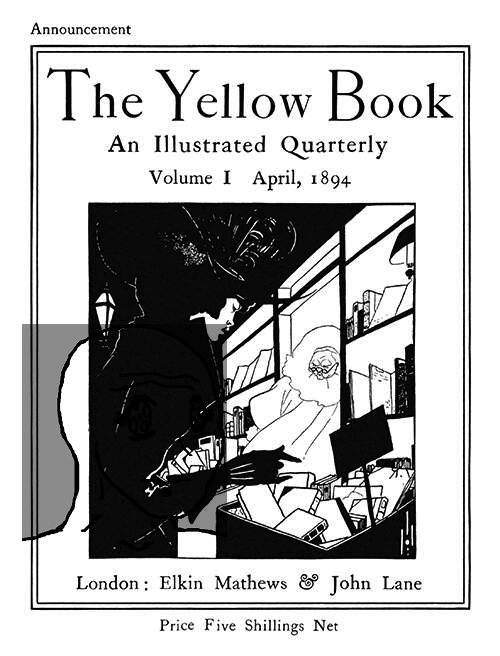 Announcement
The Yellow Book
An Illustrated Quarterly
Volume I April, 1894
London: Elkin Mathews & John Lane
Price Five Shillings Net